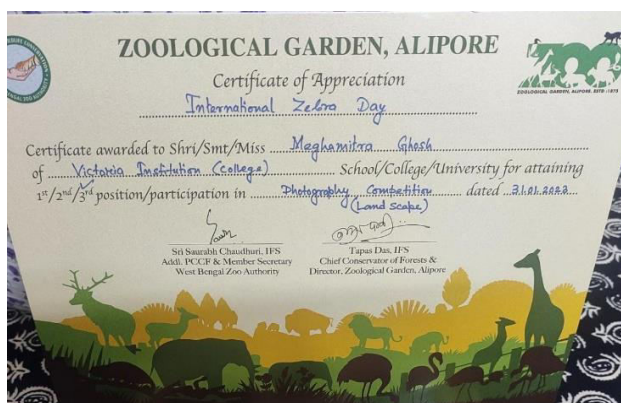 ZOOLOGICAL GARDEN, ALIPORE
Certificate of Appreciation
International Zebra Day
Certificate awarded to Shri/Smt/Miss Meghamitra Ghosh
of Victoria Institution (College) School/College/University for attaining
1st/2nd/3rd position/participation in Photography Competition dated 31.01.2023
(Land scape)
Sri Saurabh Chaudhuri, IFS
Addl. PCCF & Member Secretary
West Bengal Zoo Authority
Tapas Das, IFS
Chief Conservator of Forests &
Director, Zoological Garden, Alipore
ZOOLOGICAL GARDEN, ALIPORE, ESTD-1875